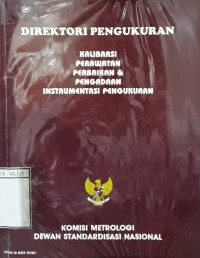 DIREKTORI PENGUKURAN
KALIBRASI
PERAWATAN
PERBAIKAN &
PENGADAAN
INSTRUMENTASI PENGUKURAN
KOMISI METROLOGI
DEWAN STANDARDISASI NASIONAL